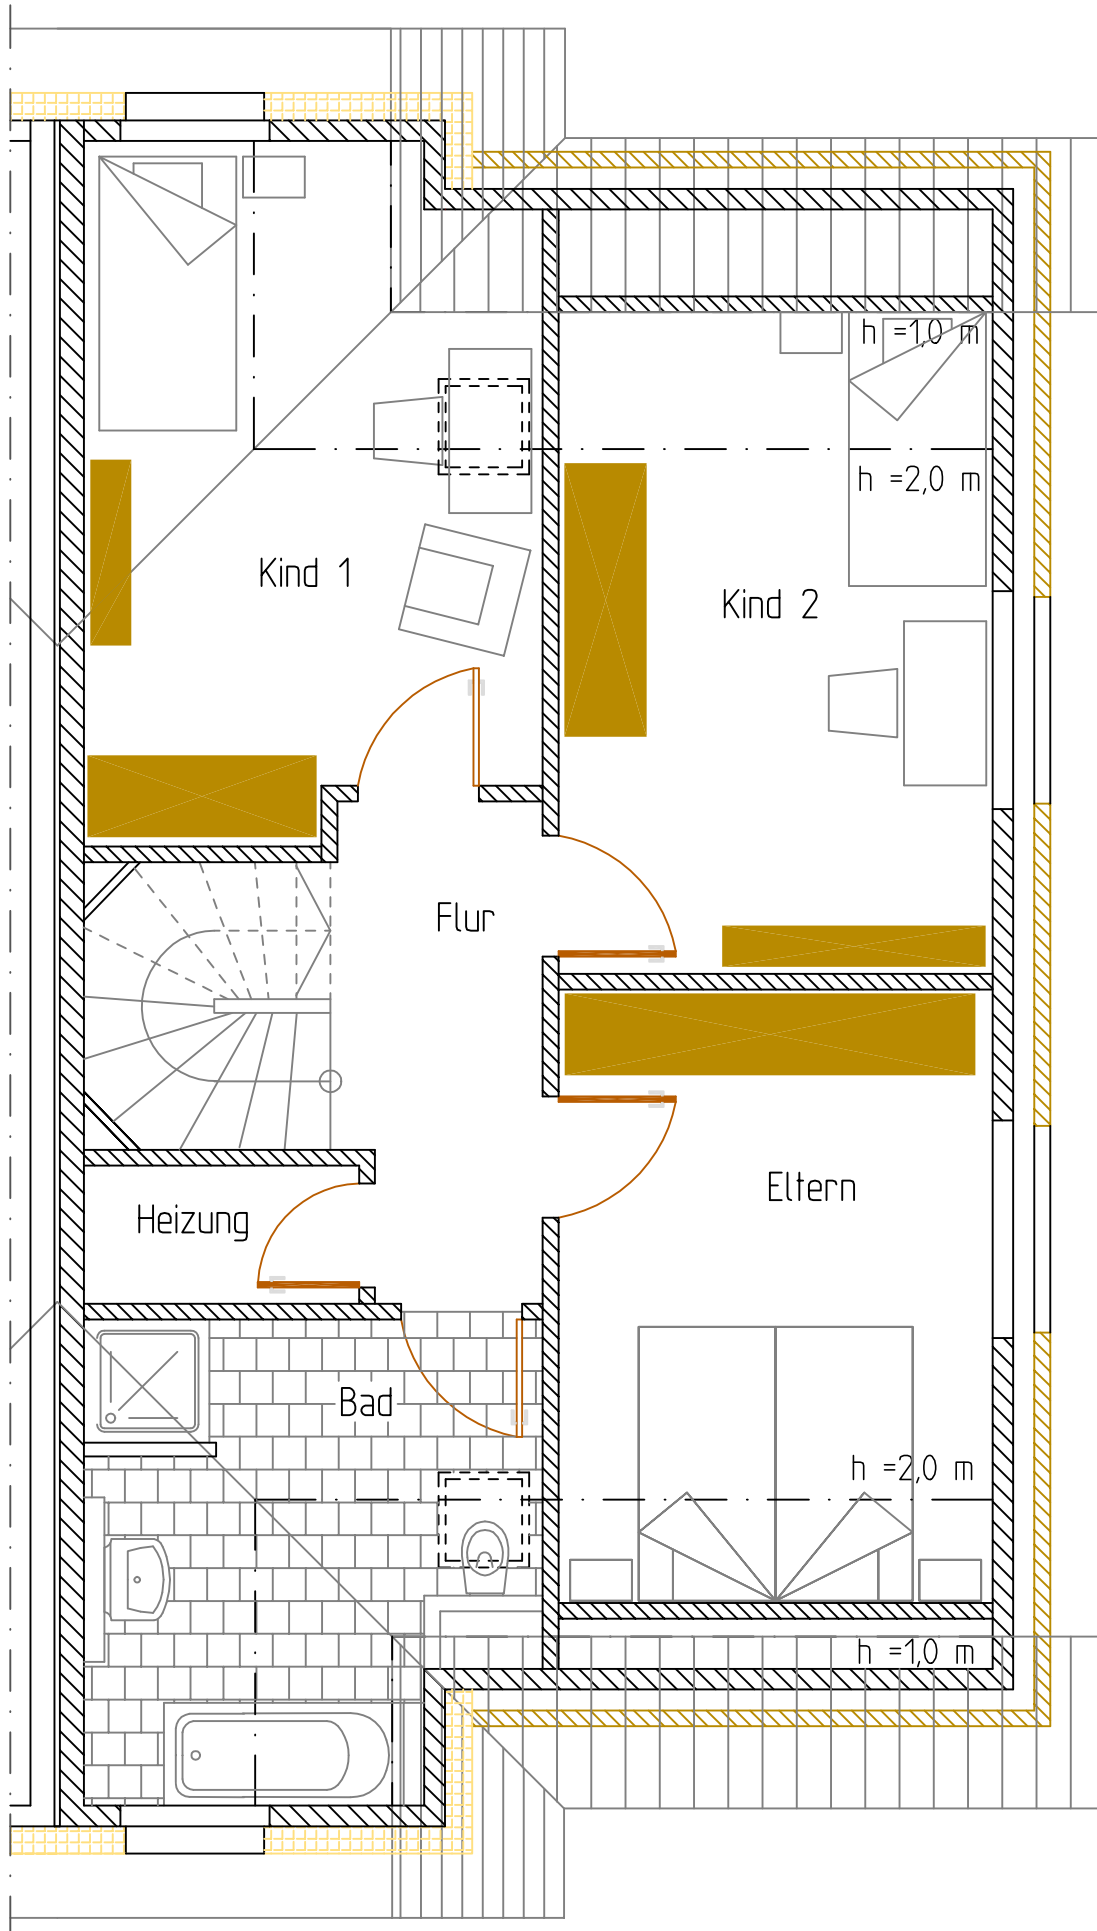 h =1,0 m
h =2,0 m
Kind 1
Kind 2
Flur
Eltern
Heizung
Bad
h =2,0 m
h =1,0 m